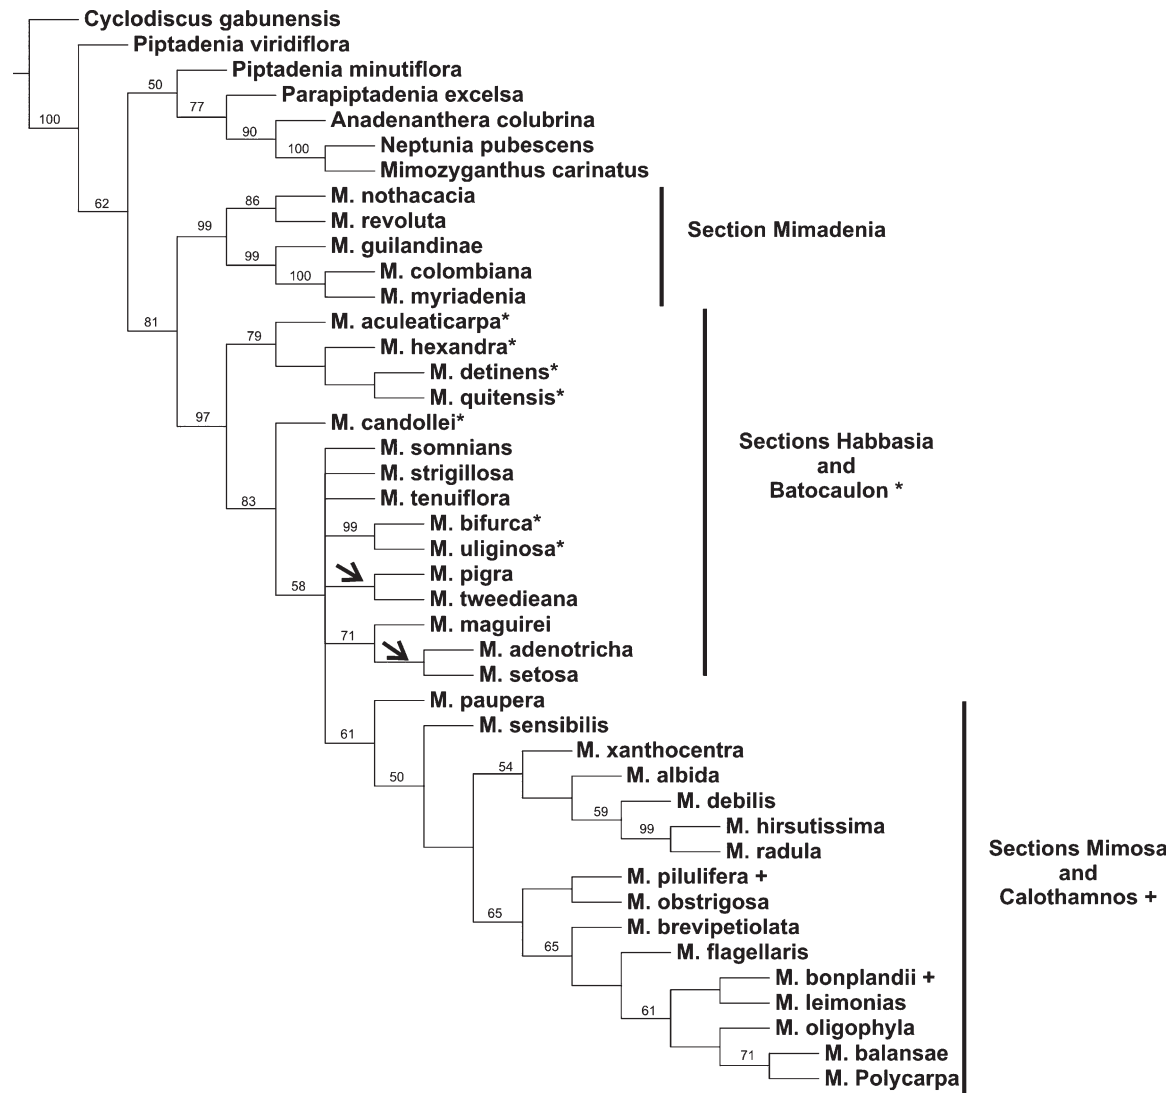 Cyclodiscus gabunensis
Piptadenia viridiflora
Piptadenia minutiflora
50
Parapiptadenia excelsa
77
Anadenanthera colubrina
100
90
Neptunia pubescens
100
Mimozyganthus carinatus
M. nothacacia
86
62
M. revoluta
99
Section Mimadenia
M. guilandinae
99
M. colombiana
100
M. myriadenia
81
M. aculeaticarpa*
79
M. hexandra*
M. detinens*
M. quitensis*
97
M. candollei*
Sections Habbasia
and
Batocaulon *
M. somnians
M. strigillosa
M. tenuiflora
83
M. bifurca*
99
M. uliginosa*
M. pigra
58
M. tweedieana
M. maguirei
71
M. adenotricha
M. setosa
M. paupera
M. sensibilis
61
M. xanthocentra
54
50
M. albida
M. debilis
59
M. hirsutissima
99
M. radula
Sections Mimosa
and
Calothamnos +
M. pilulifera +
M. obstrigosa
65
M. brevipetiolata
65
M. flagellaris
M. bonplandii +
M. leimonias
61
M. oligophyla
M. balansae
71
M. Polycarpa